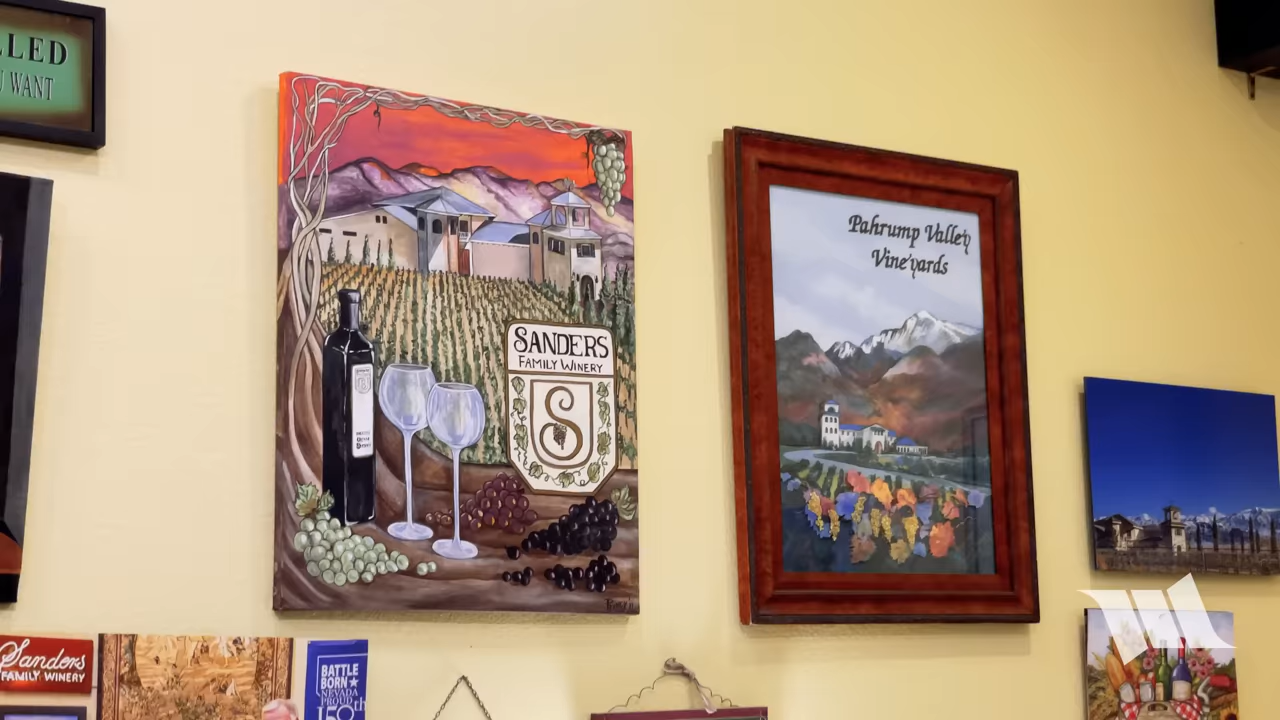 LLED
U WANT
SANDERS
FAMILY WINERY
S
Pahrump Valley
Vineyards
Sanders
FAMILY WINERY
BATTLE
BORN★
NEVADA
PROUD
150th